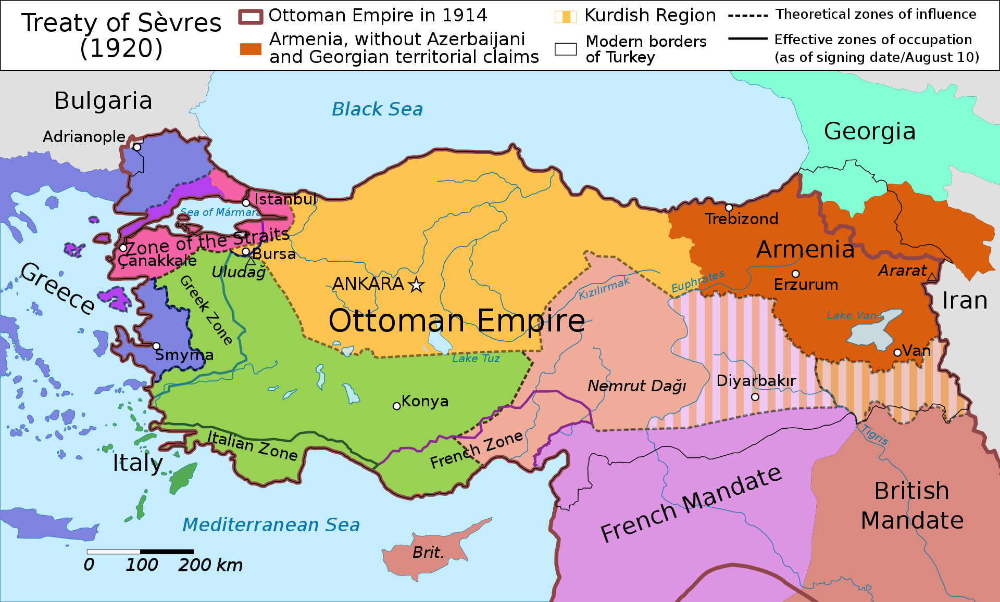 Treaty of Sèvres
(1920)
Ottoman Empire in 1914
Armenia, without Azerbaijani
and Georgian territorial claims
Kurdish Region
Modern borders
of Turkey
Theoretical zones of influence
Effective zones of occupation
(as of signing date/August 10)
Bulgaria
Black Sea
Georgia
Adrianople
Istanbul
Sea of Mármara
Trebizond
Zone of the Straits
Çanakkale
Bursa
Uludağ
Armenia
Ararat
Greece
Greek Zone
ANKARA
Kızılırmak
Euphrates
Erzurum
Iran
Ottoman Empire
Lake Van
Smyrna
Lake Tuz
Van
Nemrut Dağı
Diyarbakır
Konya
Italian Zone
French Zone
Tigris
Italy
French Mandate
British
Mandate
Mediterranean Sea
Brit.
0 100 200 km